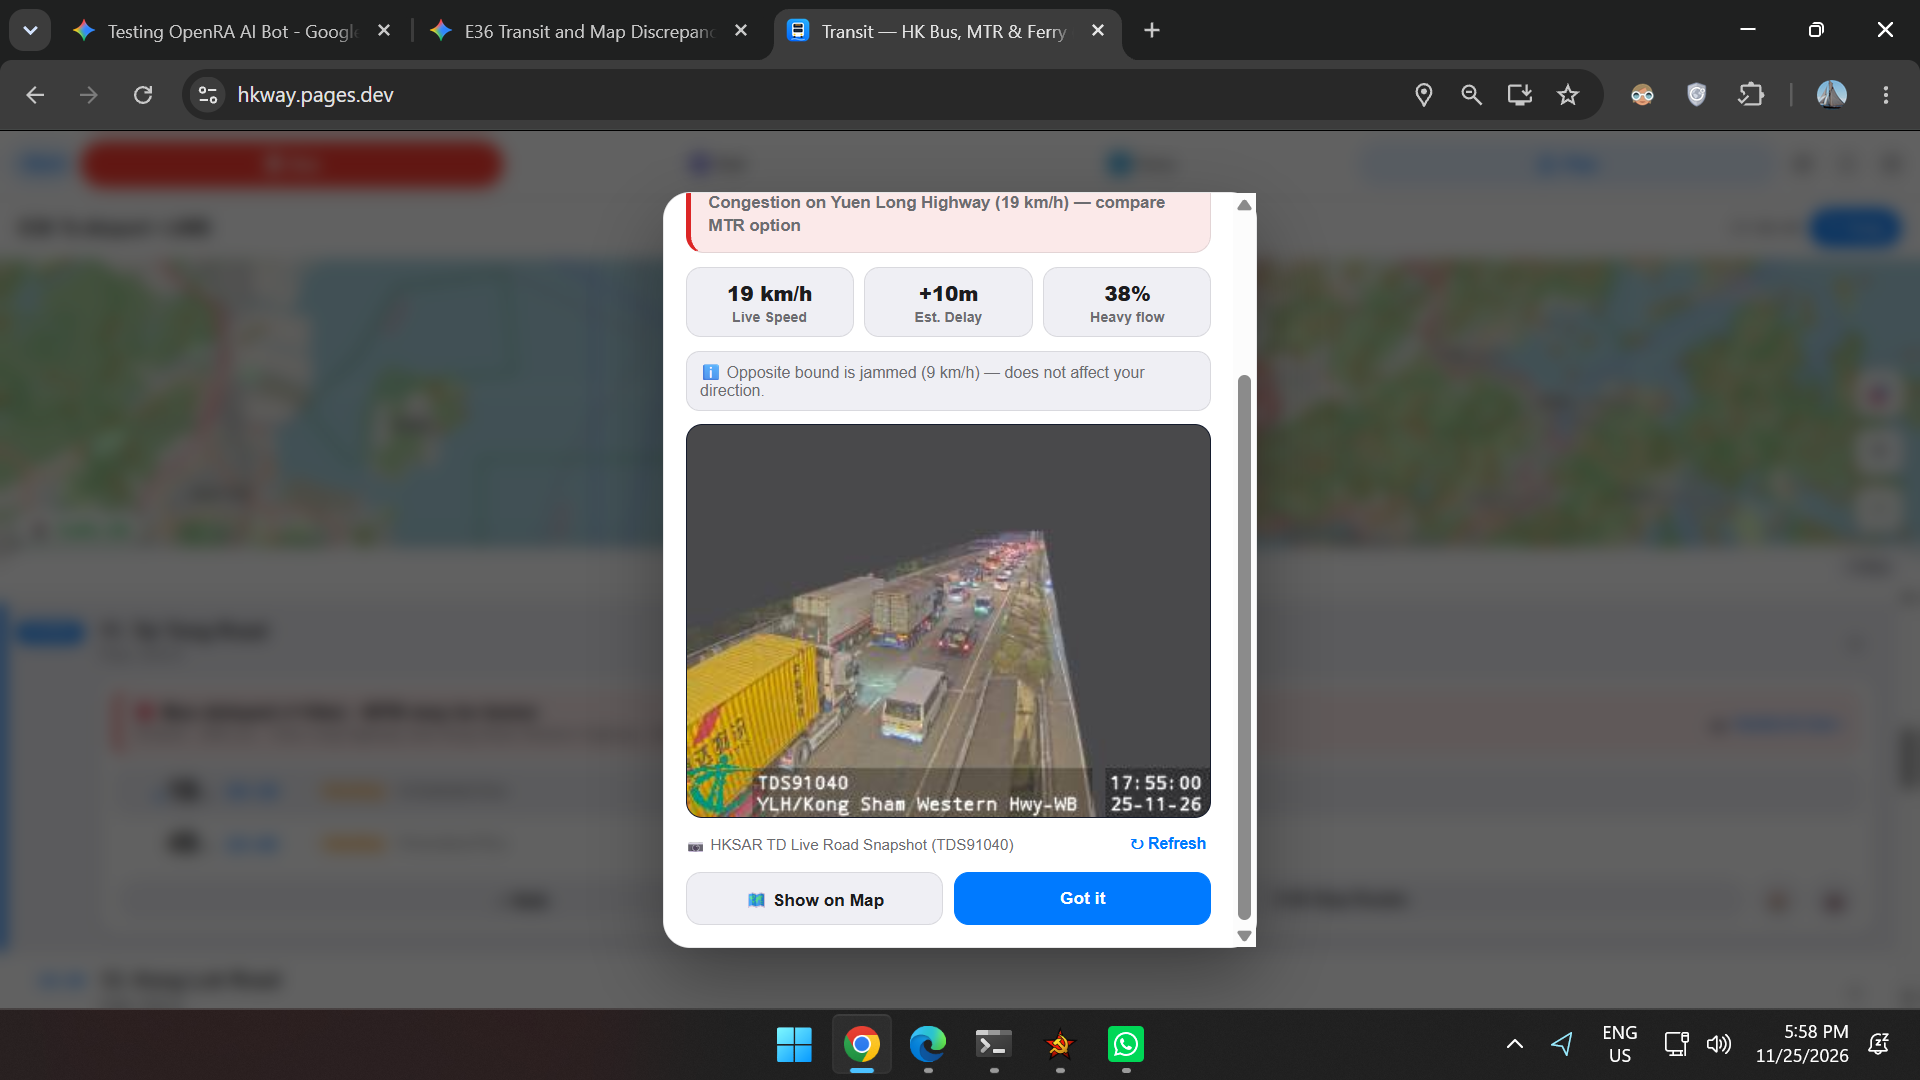 Testing OpenRA AI Bot - Google
E36 Transit and Map Discrepanc
Transit — HK Bus, MTR & Ferry
hkway.pages.dev
Congestion on Yuen Long Highway (19 km/h) — compare
MTR option
19 km/h
Live Speed
+10m
Est. Delay
38%
Heavy flow
Opposite bound is jammed (9 km/h) — does not affect your
direction.
TDS91040
YLH/Kong Sham Western Hwy-WB
17:55:00
25-11-26
HKSAR TD Live Road Snapshot (TDS91040)
↻ Refresh
Show on Map
Got it
ENG
US
5:58 PM
11/25/2026